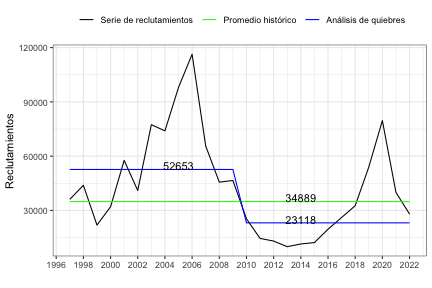 Serie de reclutamientos Promedio histórico Análisis de quiebres
120000
90000
60000
30000
Reclutamientos
52653
34889
23118
1996 1998 2000 2002 2004 2006 2008 2010 2012 2014 2016 2018 2020 2022